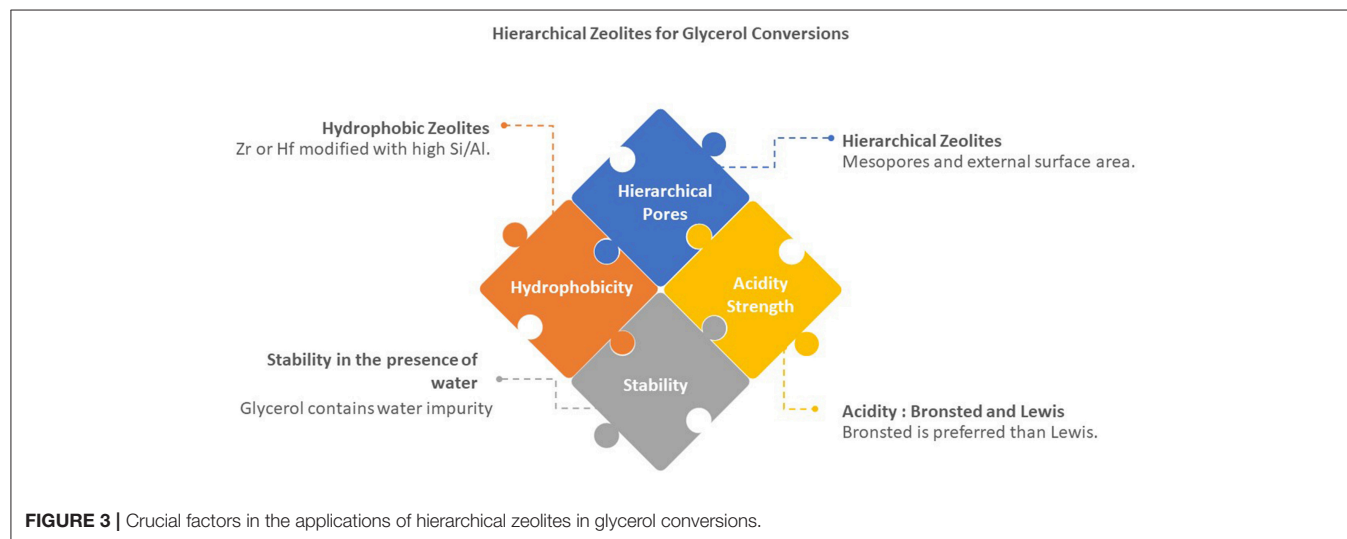 Hierarchical Zeolites for Glycerol Conversions
Hydrophobic Zeolites
Zr or Hf modified with high Si/Al.
Hierarchical Zeolites
Mesopores and external surface area.
Hierarchical
Pores
Hydrophobicity
Acidity
Strength
Stability
Stability in the presence of
water
Glycerol contains water impurity
Acidity : Bronsted and Lewis
Bronsted is preferred than Lewis.
FIGURE 3 | Crucial factors in the applications of hierarchical zeolites in glycerol conversions.